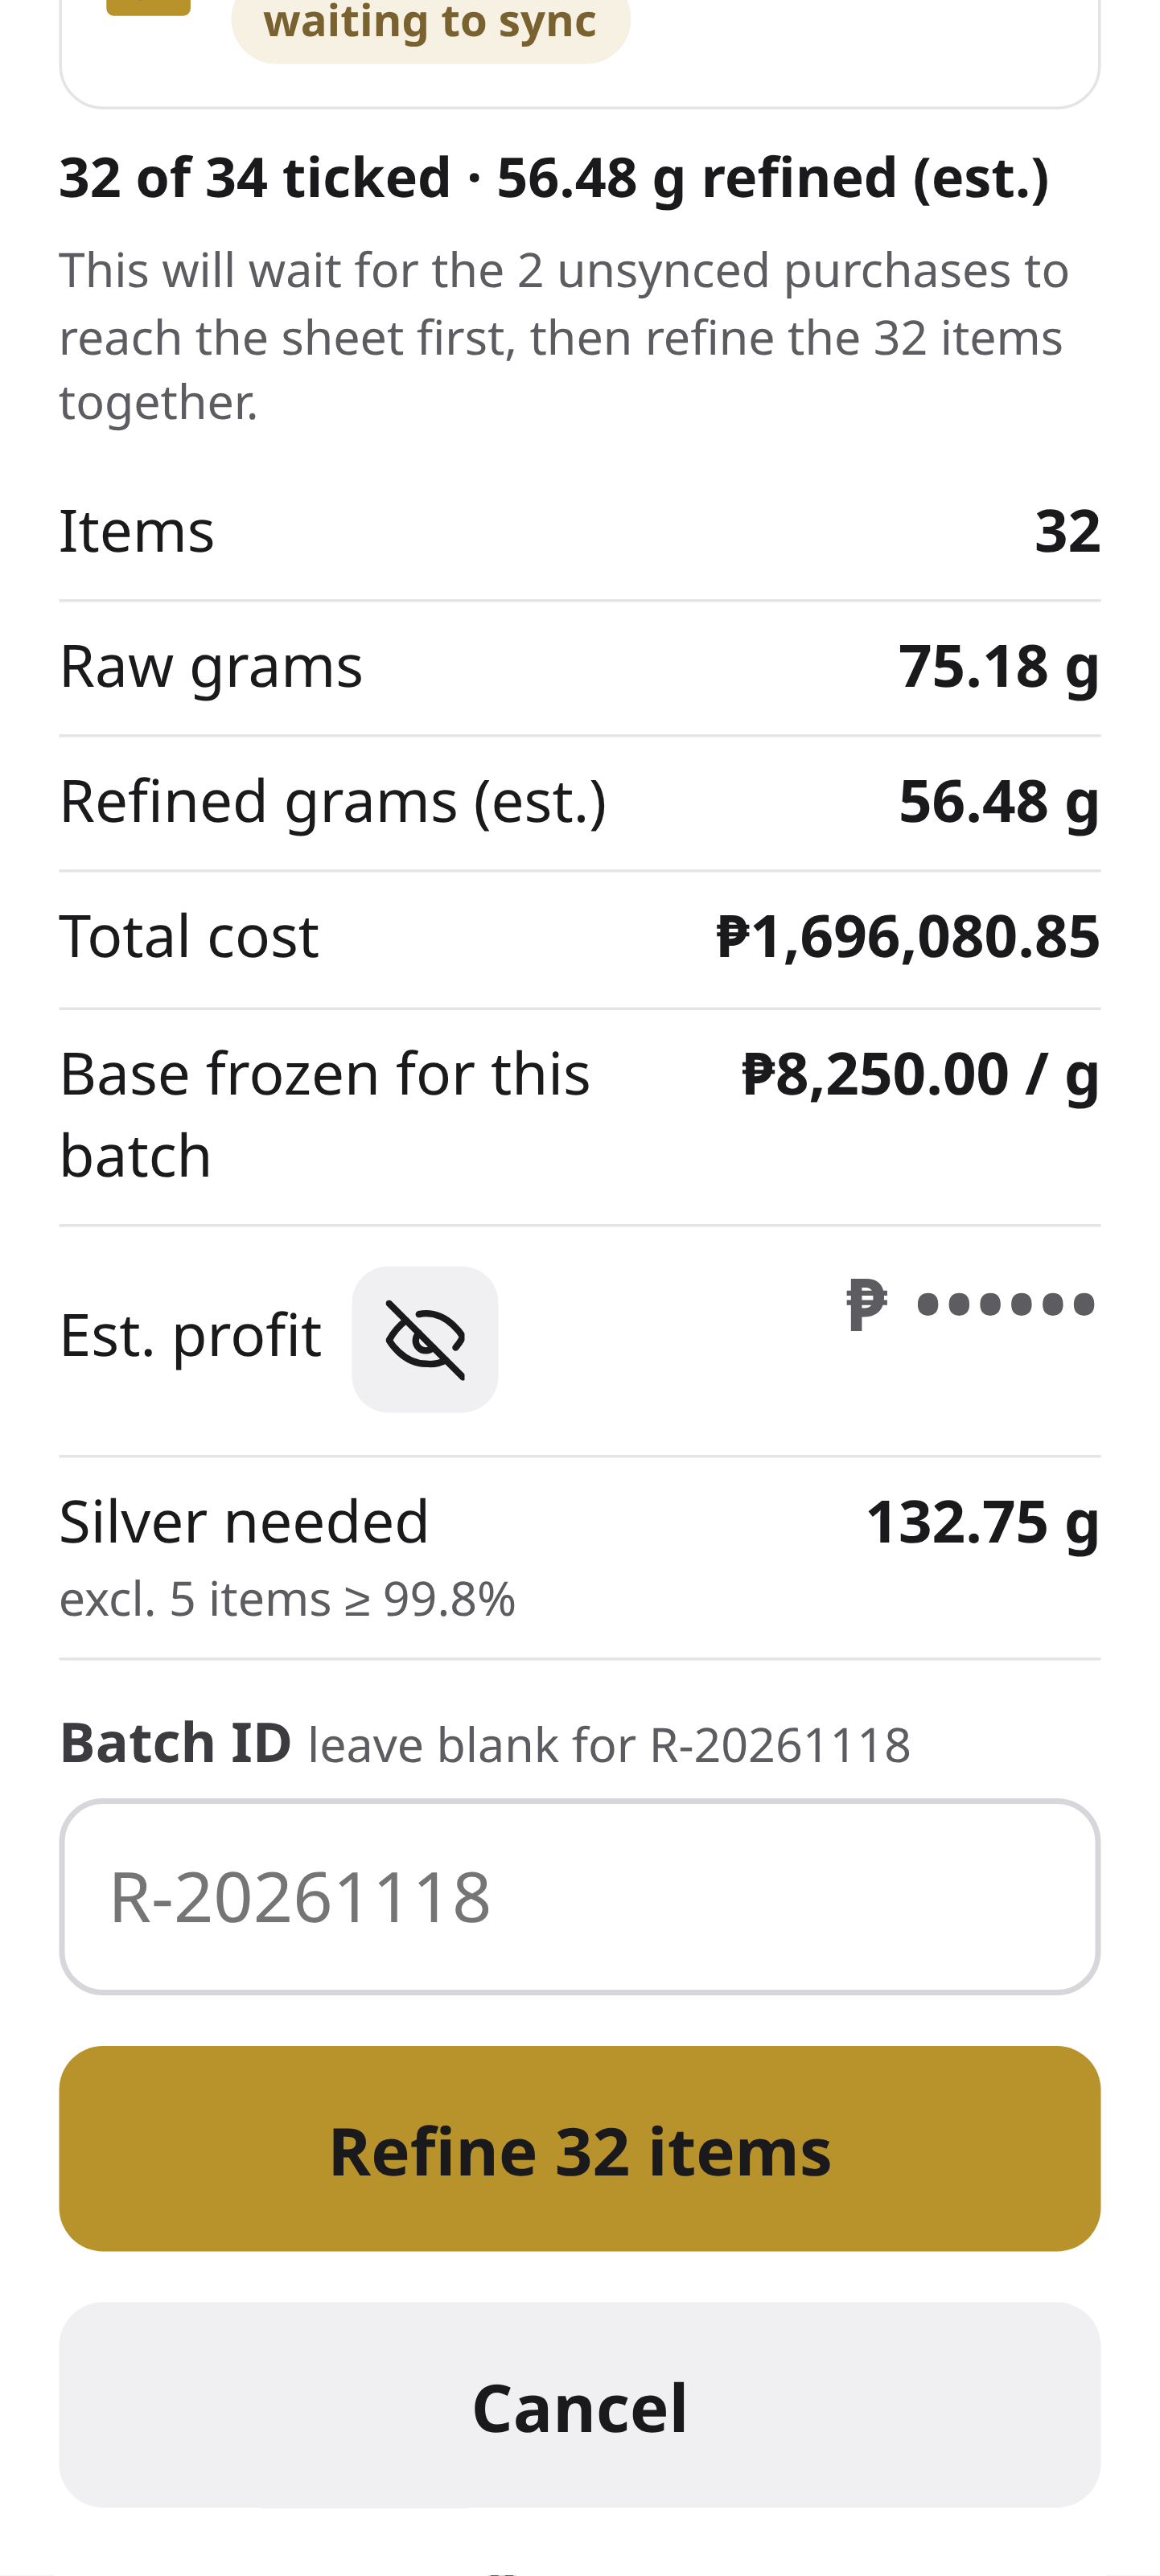 waiting to sync
32 of 34 ticked · 56.48 g refined (est.)
This will wait for the 2 unsynced purchases to
reach the sheet first, then refine the 32 items
together.
Items 32
Raw grams 75.18 g
Refined grams (est.) 56.48 g
Total cost ₱1,696,080.85
Base frozen for this ₱8,250.00 / g
batch
Est. profit ₱ ••••••
Silver needed 132.75 g
excl. 5 items ≥ 99.8%
Batch ID leave blank for R-20261118
R-20261118
Refine 32 items
Cancel